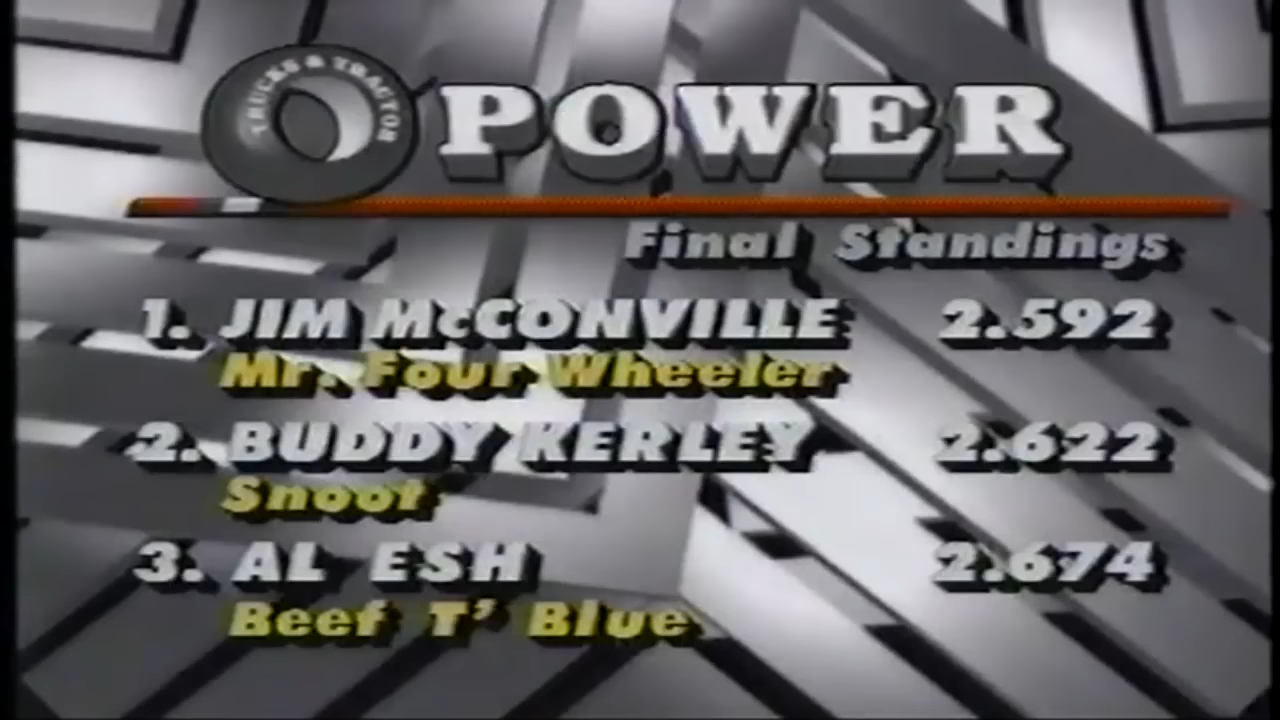 TRUCKS & TRACTOR
POWER
Final Standings
1. JIM McCONVILLE 2.592
Mr. Four Wheeler
2. BUDDY KERLEY 2.622
Snoot
3. AL ESH 2.674
Beef T' Blue